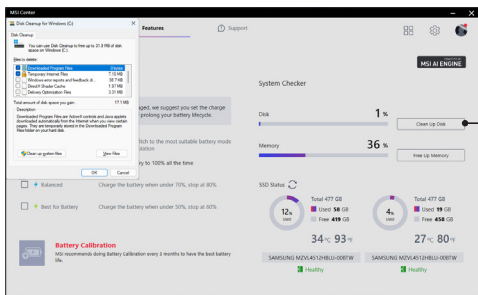 MSI Center
Disk Cleanup for Windows (C:)
Features
Support
Disk Cleanup
You can use Disk Cleanup to free up to 31.9 MB of disk
space on Windows (C:).
Files to delete:
Downloaded Program Files 0 bytes
Temporary Internet Files 7.10 MB
Windows error reports and feedback di... 38.7 KB
DirectX Shader Cache 1.97 MB
Delivery Optimization Files 3.31 MB
Total amount of disk space you gain: 17.1 MB
Description
Downloaded Program Files are ActiveX controls and Java applets
downloaded automatically from the Internet when you view certain
pages. They are temporarily stored in the Downloaded Program
Files folder on your hard disk.
Clean up system files
View Files
OK
Cancel
MSI AI ENGINE
System Checker
ged, we suggest you set the charge
prolong your battery lifecycle.
Disk 1 %
Clean Up Disk
itch to the most suitable battery mode
Memory 36 %
Free Up Memory
ry to 100% all the time
Balanced Charge the battery when under 70%, stop at 80%
Best for Battery Charge the battery when under 50%, stop at 60%
SSD Status
12% Used
Total 477 GB
Used 58 GB
Free 419 GB
34°C 93°F
4% Used
Total 477 GB
Used 19 GB
Free 458 GB
27°C 80°F
SAMSUNG MZVL4512HBLU-00BTW
SAMSUNG MZVL4512HBLU-00BTW
Healthy
Healthy
Battery Calibration
MSI recommends doing Battery Calibration every 3 months to have the best battery
life.